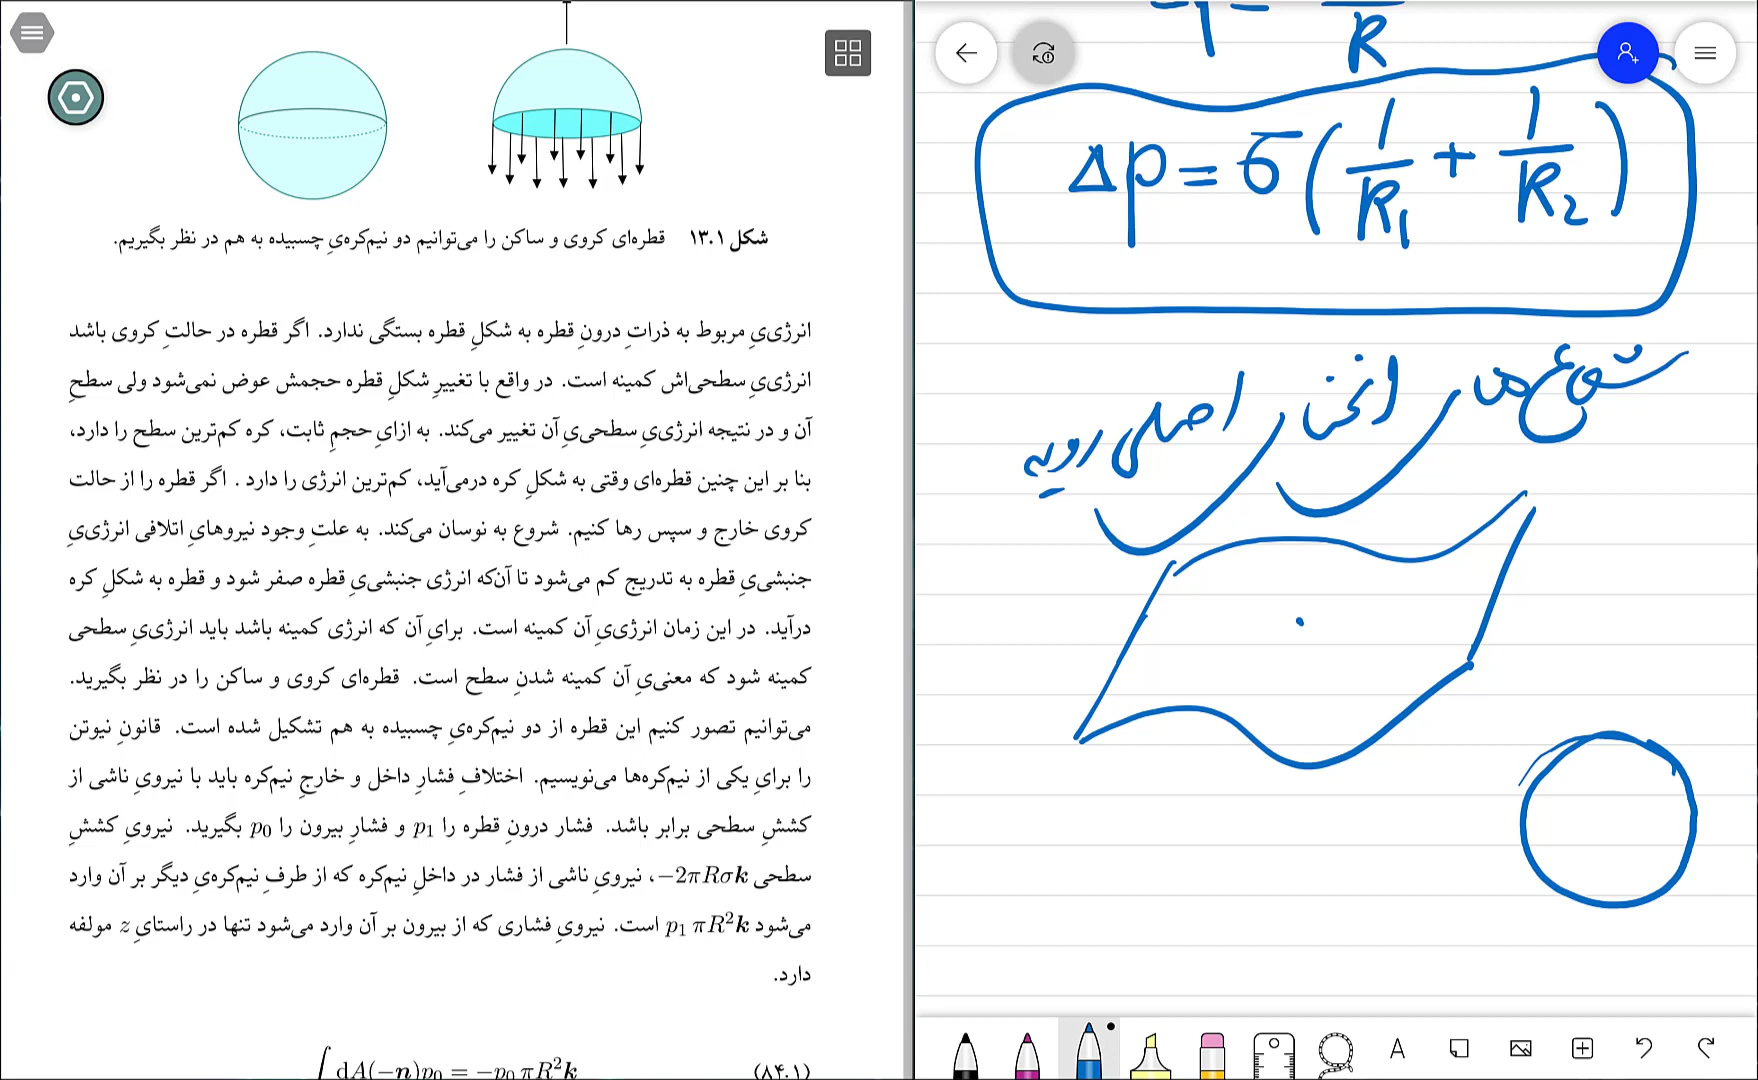 شکل ۱۳.۱ قطره‌ای کروی و ساکن را می‌توانیم دو نیم‌کره‌یِ چسبیده به هم در نظر بگیریم.
انرژی‌یِ مربوط به ذراتِ درونِ قطره به شکلِ قطره بستگی ندارد. اگر قطره در حالتِ کروی باشد
انرژی‌یِ سطحی‌اش کمینه است. در واقع با تغییرِ شکلِ قطره حجمش عوض نمی‌شود ولی سطحِ
آن و در نتیجه انرژی‌یِ سطحی‌یِ آن تغییر می‌کند. به ازایِ حجمِ ثابت، کره کم‌ترین سطح را دارد،
بنا بر این چنین قطره‌ای وقتی به شکلِ کره درمی‌آید، کم‌ترین انرژی را دارد . اگر قطره را از حالت
کروی خارج و سپس رها کنیم. شروع به نوسان می‌کند. به علتِ وجود نیروهایِ اتلافی انرژی‌یِ
جنبشی‌یِ قطره به تدریج کم می‌شود تا آن‌که انرژی جنبشی‌یِ قطره صفر شود و قطره به شکلِ کره
درآید. در این زمان انرژی‌یِ آن کمینه است. برایِ آن که انرژی کمینه باشد باید انرژی‌یِ سطحی
کمینه شود که معنی‌یِ آن کمینه شدنِ سطح است. قطره‌ای کروی و ساکن را در نظر بگیرید.
می‌توانیم تصور کنیم این قطره از دو نیم‌کره‌یِ چسبیده به هم تشکیل شده است. قانونِ نیوتن
را برایِ یکی از نیم‌کره‌ها می‌نویسیم. اختلافِ فشارِ داخل و خارجِ نیم‌کره باید با نیرویِ ناشی از
کششِ سطحی برابر باشد. فشار درونِ قطره را p₁ و فشارِ بیرون را p₀ بگیرید. نیرویِ کششِ
سطحی −2πRσk، نیرویِ ناشی از فشار در داخلِ نیم‌کره که از طرفِ نیم‌کره‌یِ دیگر بر آن وارد
می‌شود p₁ πR²k است. نیرویِ فشاری که از بیرون بر آن وارد می‌شود تنها در راستایِ z مولفه
دارد.
∫ dA(−n)p₀ = −p₀ πR²k (۸۴.۱)
R
Δp = σ(1/R₁ + 1/R₂)
شعاع‌های انحنای اصلی رویه
A